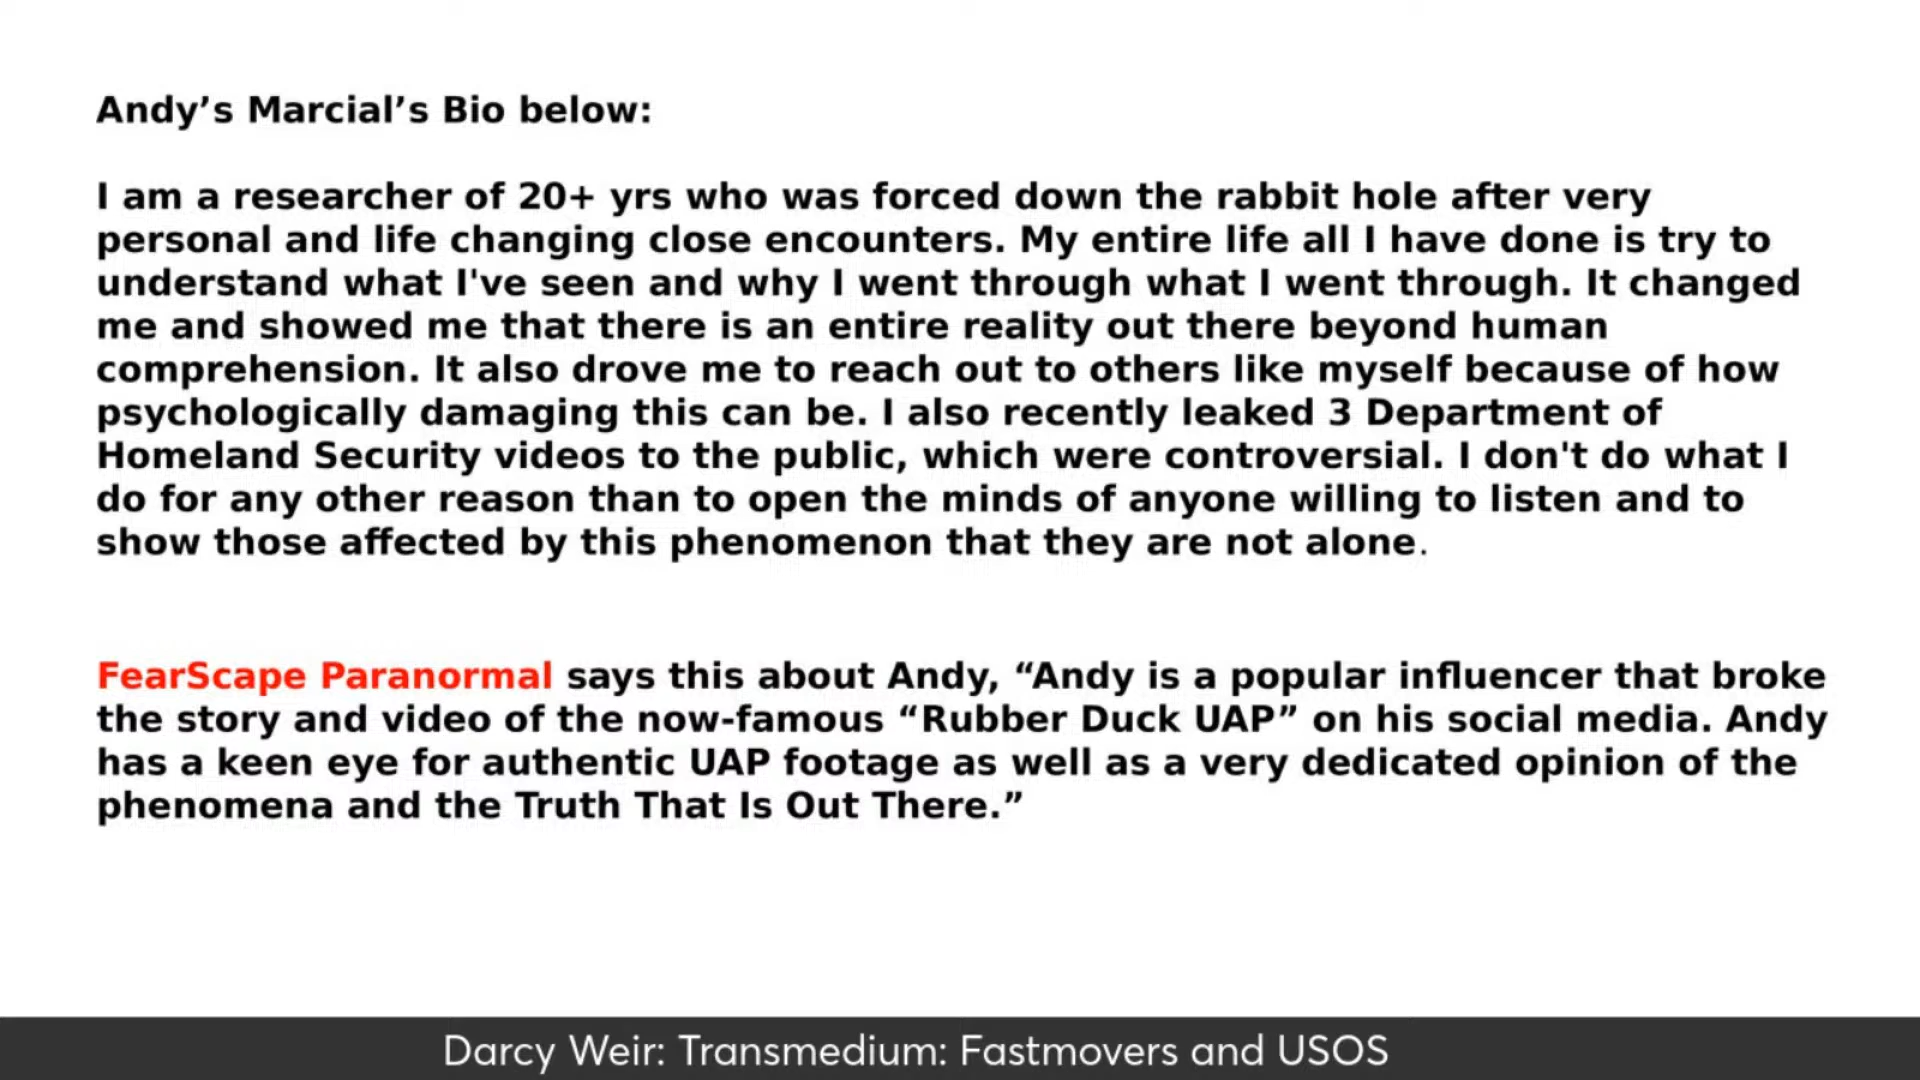 Andy’s Marcial’s Bio below:
I am a researcher of 20+ yrs who was forced down the rabbit hole after very
personal and life changing close encounters. My entire life all I have done is try to
understand what I've seen and why I went through what I went through. It changed
me and showed me that there is an entire reality out there beyond human
comprehension. It also drove me to reach out to others like myself because of how
psychologically damaging this can be. I also recently leaked 3 Department of
Homeland Security videos to the public, which were controversial. I don't do what I
do for any other reason than to open the minds of anyone willing to listen and to
show those affected by this phenomenon that they are not alone.
FearScape Paranormal says this about Andy, “Andy is a popular influencer that broke
the story and video of the now-famous “Rubber Duck UAP” on his social media. Andy
has a keen eye for authentic UAP footage as well as a very dedicated opinion of the
phenomena and the Truth That Is Out There.”
Darcy Weir: Transmedium: Fastmovers and USOS